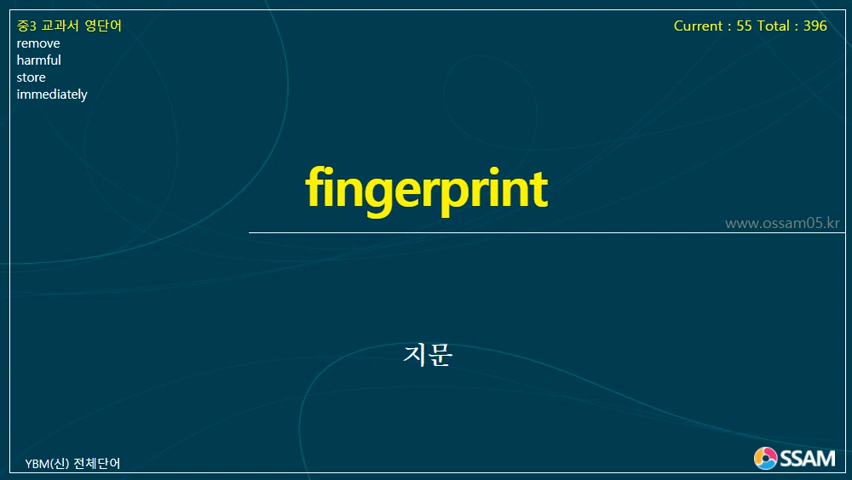 중3 교과서 영단어
Current : 55 Total : 396
remove
harmful
store
immediately
fingerprint
www.ossam05.kr
지문
YBM(신) 전체단어
OSSAM